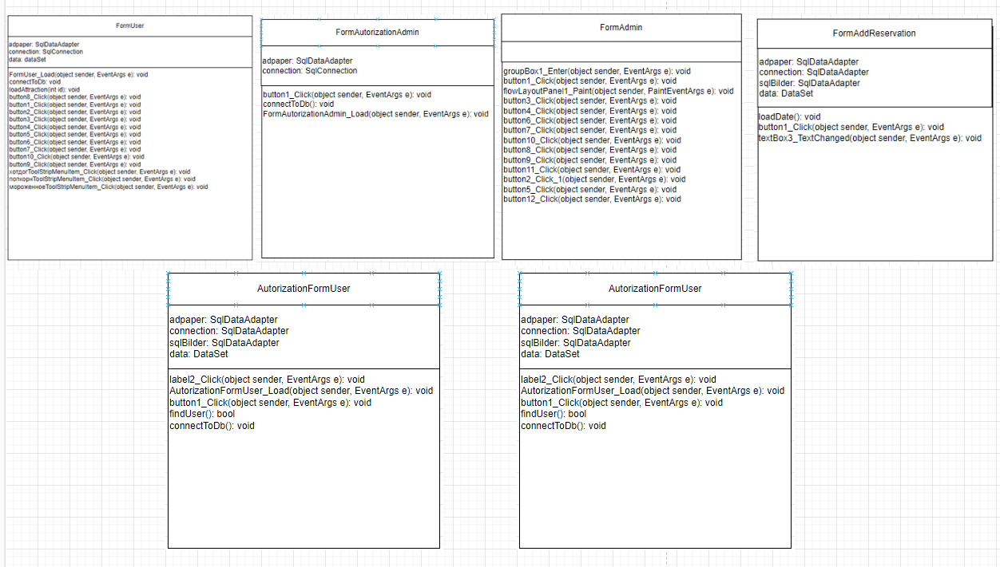 FormUser
adpaper: SqlDataAdapter
connection: SqlConnection
data: dataSet
FormUser_Load(object sender, EventArgs e): void
connectToDb: void
loadAttraction(int id): void
button8_Click(object sender, EventArgs e): void
button1_Click(object sender, EventArgs e): void
button2_Click(object sender, EventArgs e): void
button3_Click(object sender, EventArgs e): void
button4_Click(object sender, EventArgs e): void
button5_Click(object sender, EventArgs e): void
button6_Click(object sender, EventArgs e): void
button7_Click(object sender, EventArgs e): void
button10_Click(object sender, EventArgs e): void
button9_Click(object sender, EventArgs e): void
хотдогToolStripMenuItem_Click(object sender, EventArgs e): void
попкорнToolStripMenuItem_Click(object sender, EventArgs e): void
мороженноеToolStripMenuItem_Click(object sender, EventArgs e): void
FormAutorizationAdmin
adpaper: SqlDataAdapter
connection: SqlConnection
button1_Click(object sender, EventArgs e): void
connectToDb(): void
FormAutorizationAdmin_Load(object sender, EventArgs e): void
FormAdmin
groupBox1_Enter(object sender, EventArgs e): void
button1_Click(object sender, EventArgs e): void
flowLayoutPanel1_Paint(object sender, PaintEventArgs e): void
button3_Click(object sender, EventArgs e): void
button4_Click(object sender, EventArgs e): void
button6_Click(object sender, EventArgs e): void
button7_Click(object sender, EventArgs e): void
button10_Click(object sender, EventArgs e): void
button8_Click(object sender, EventArgs e): void
button9_Click(object sender, EventArgs e): void
button11_Click(object sender, EventArgs e): void
button2_Click_1(object sender, EventArgs e): void
button5_Click(object sender, EventArgs e): void
button12_Click(object sender, EventArgs e): void
FormAddReservation
adpaper: SqlDataAdapter
connection: SqlDataAdapter
sqlBilder: SqlDataAdapter
data: DataSet
loadDate(): void
button1_Click(object sender, EventArgs e): void
textBox3_TextChanged(object sender, EventArgs e): void
AutorizationFormUser
adpaper: SqlDataAdapter
connection: SqlDataAdapter
sqlBilder: SqlDataAdapter
data: DataSet
label2_Click(object sender, EventArgs e): void
AutorizationFormUser_Load(object sender, EventArgs e): void
button1_Click(object sender, EventArgs e): void
findUser(): bool
connectToDb(): void
AutorizationFormUser
adpaper: SqlDataAdapter
connection: SqlDataAdapter
sqlBilder: SqlDataAdapter
data: DataSet
label2_Click(object sender, EventArgs e): void
AutorizationFormUser_Load(object sender, EventArgs e): void
button1_Click(object sender, EventArgs e): void
findUser(): bool
connectToDb(): void